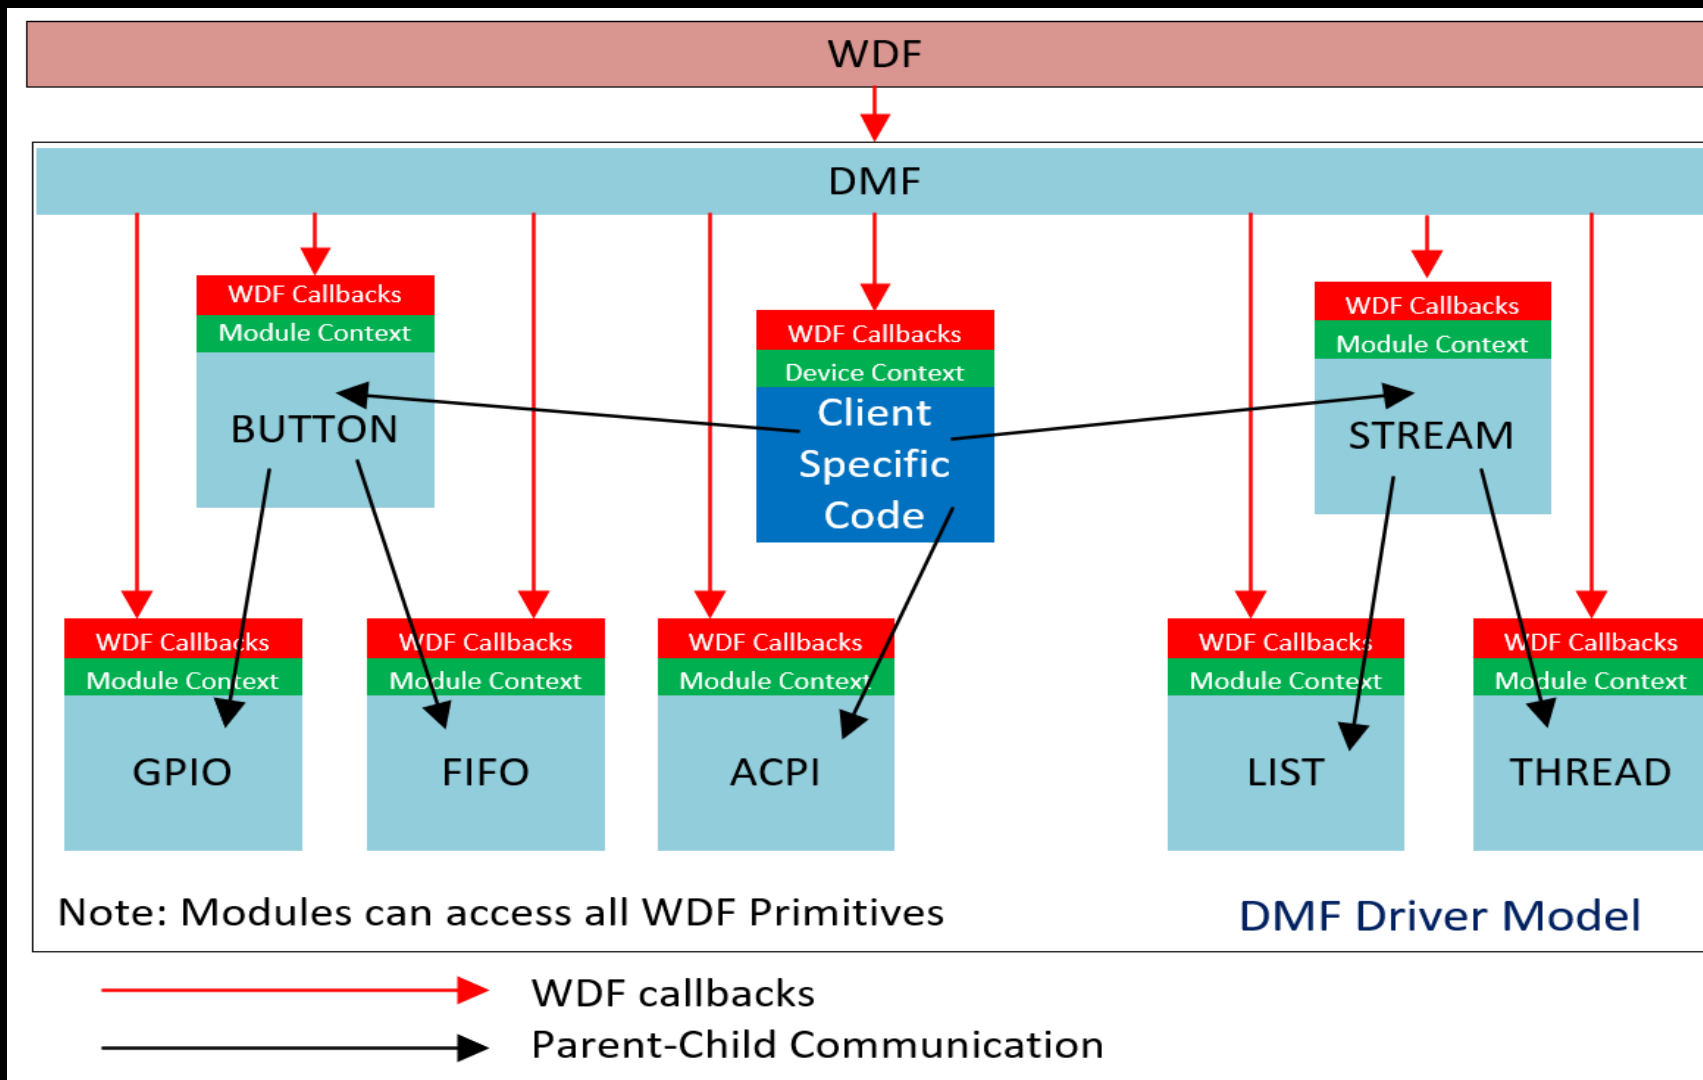 WDF
DMF
WDF Callbacks
Module Context
BUTTON
WDF Callbacks
Device Context
Client
Specific
Code
WDF Callbacks
Module Context
STREAM
WDF Callbacks
Module Context
GPIO
WDF Callbacks
Module Context
FIFO
WDF Callbacks
Module Context
ACPI
WDF Callbacks
Module Context
LIST
WDF Callbacks
Module Context
THREAD
Note: Modules can access all WDF Primitives
DMF Driver Model
WDF callbacks
Parent-Child Communication